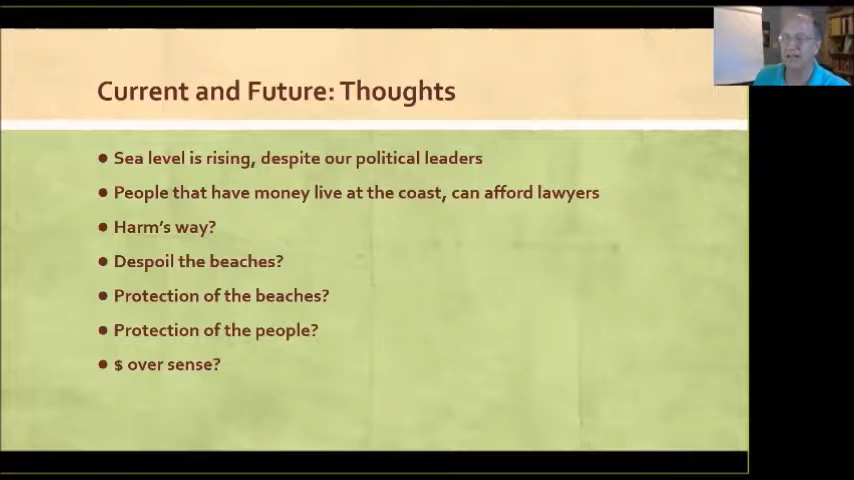 Current and Future: Thoughts
• Sea level is rising, despite our political leaders
• People that have money live at the coast, can afford lawyers
• Harm's way?
• Despoil the beaches?
• Protection of the beaches?
• Protection of the people?
• $ over sense?